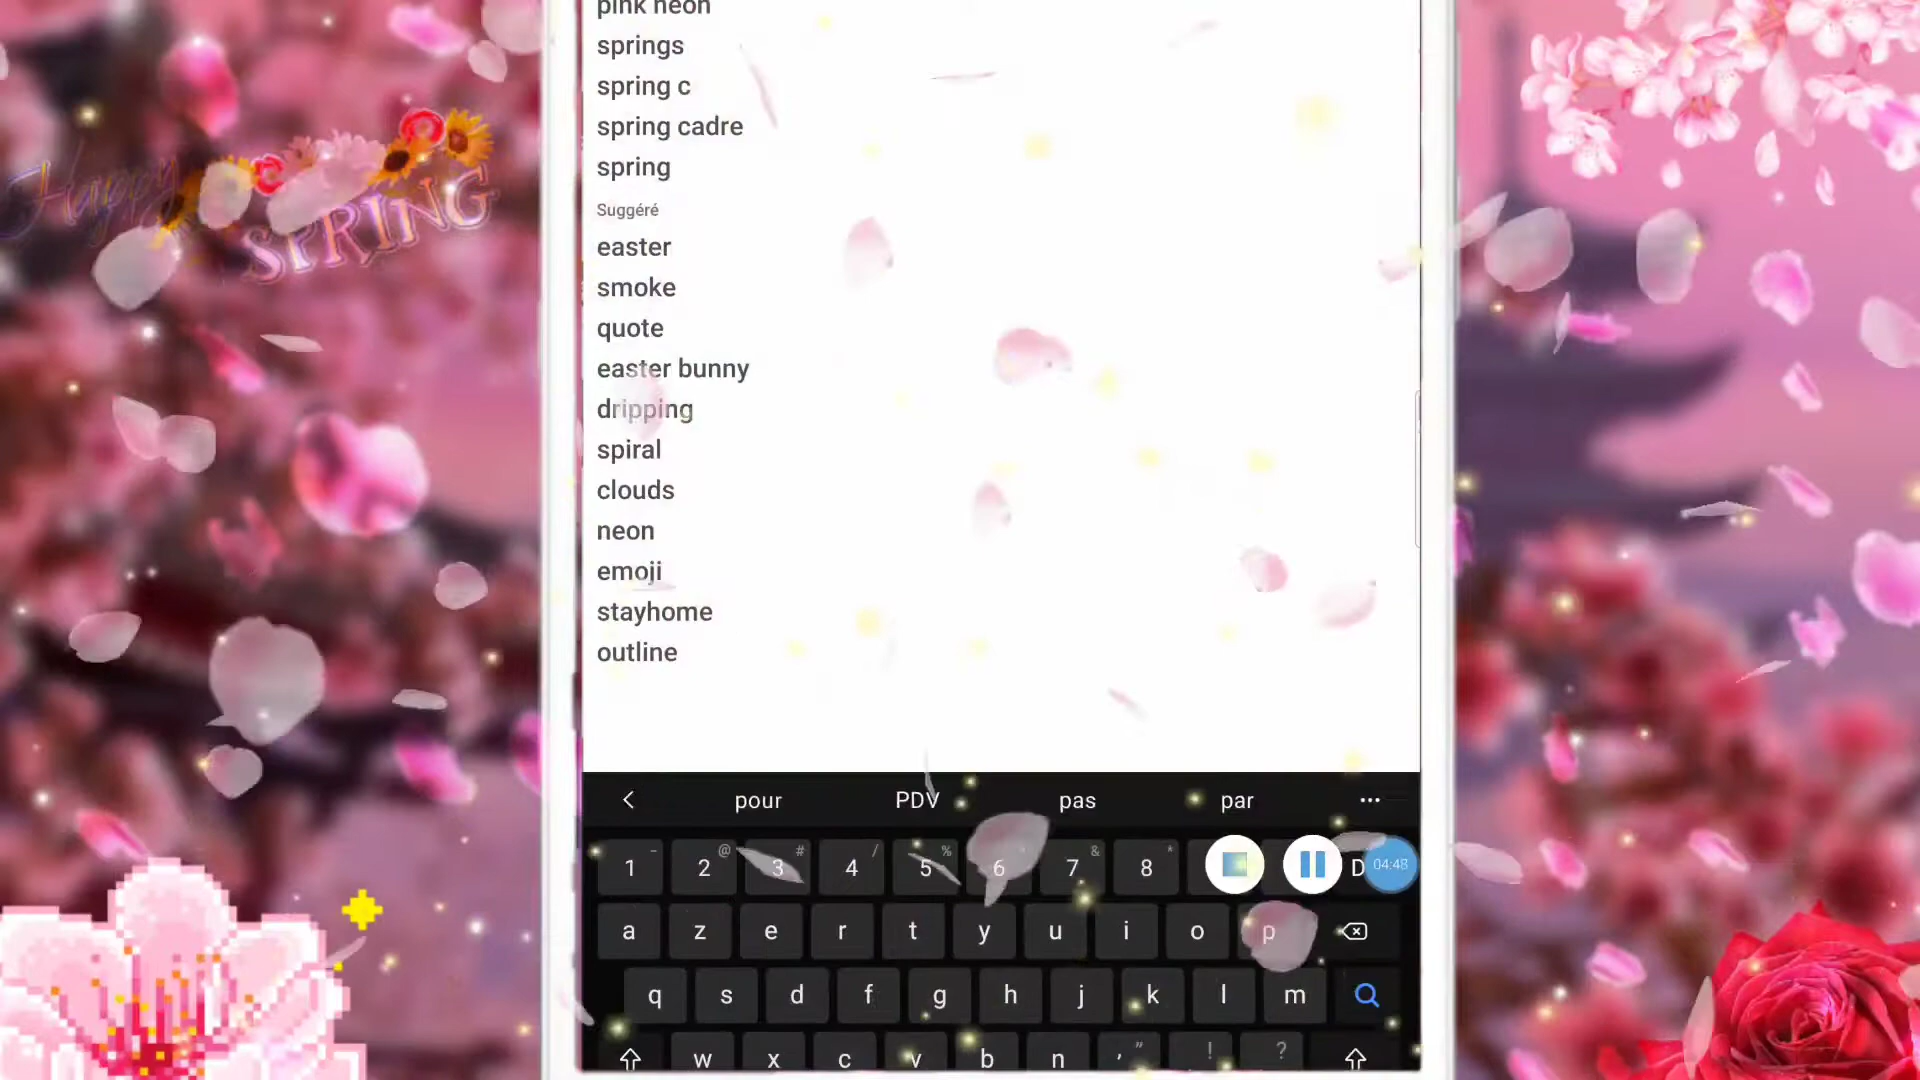 pink neon
springs
spring c
spring cadre
spring
Happy
SPRING
Suggéré
easter
smoke
quote
easter bunny
dripping
spiral
clouds
neon
emoji
stayhome
outline
pour PDV pas par ...
- @ # / % & *
1 2 3 4 5 6 7 8 D 04:48
a z e r t y u i o p
q s d f g h j k l m
w x c v b n , " ! ?